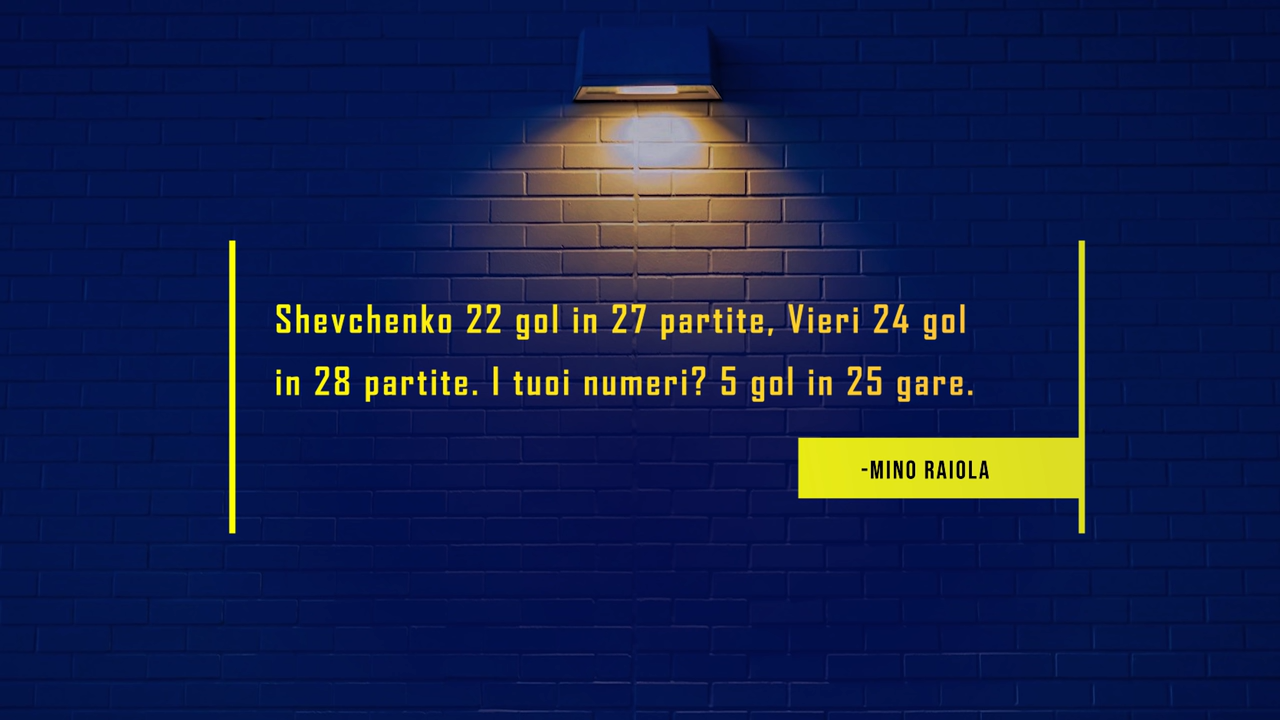 Shevchenko 22 gol in 27 partite, Vieri 24 gol
in 28 partite. I tuoi numeri? 5 gol in 25 gare.
-MINO RAIOLA